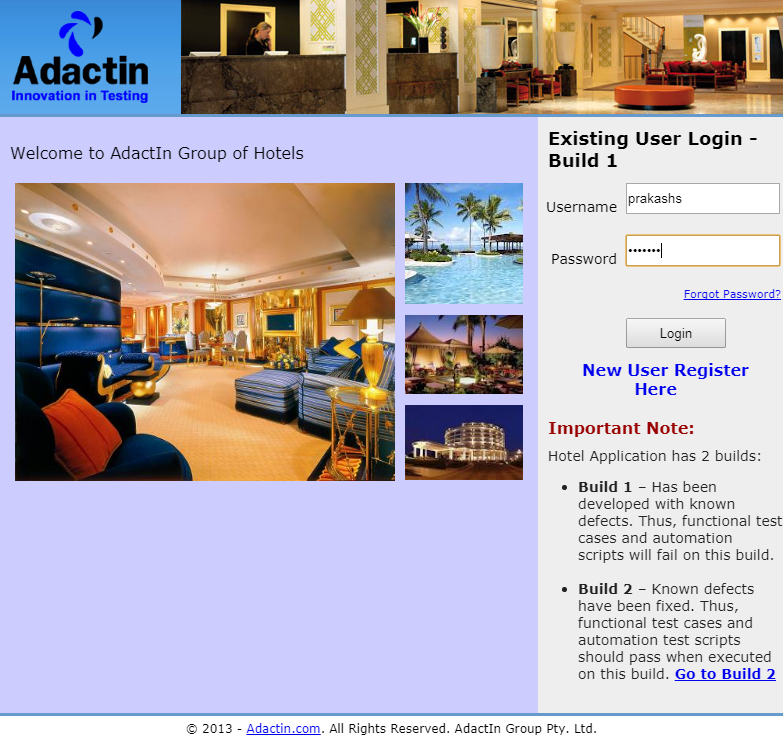 Adactin
Innovation in Testing
Welcome to AdactIn Group of Hotels
Existing User Login -
Build 1
Username
prakashs
Password
•••••••
Forgot Password?
Login
New User Register
Here
Important Note:
Hotel Application has 2 builds:
• Build 1 – Has been
developed with known
defects. Thus, functional test
cases and automation
scripts will fail on this build.
• Build 2 – Known defects
have been fixed. Thus,
functional test cases and
automation test scripts
should pass when executed
on this build. Go to Build 2
© 2013 - Adactin.com. All Rights Reserved. AdactIn Group Pty. Ltd.